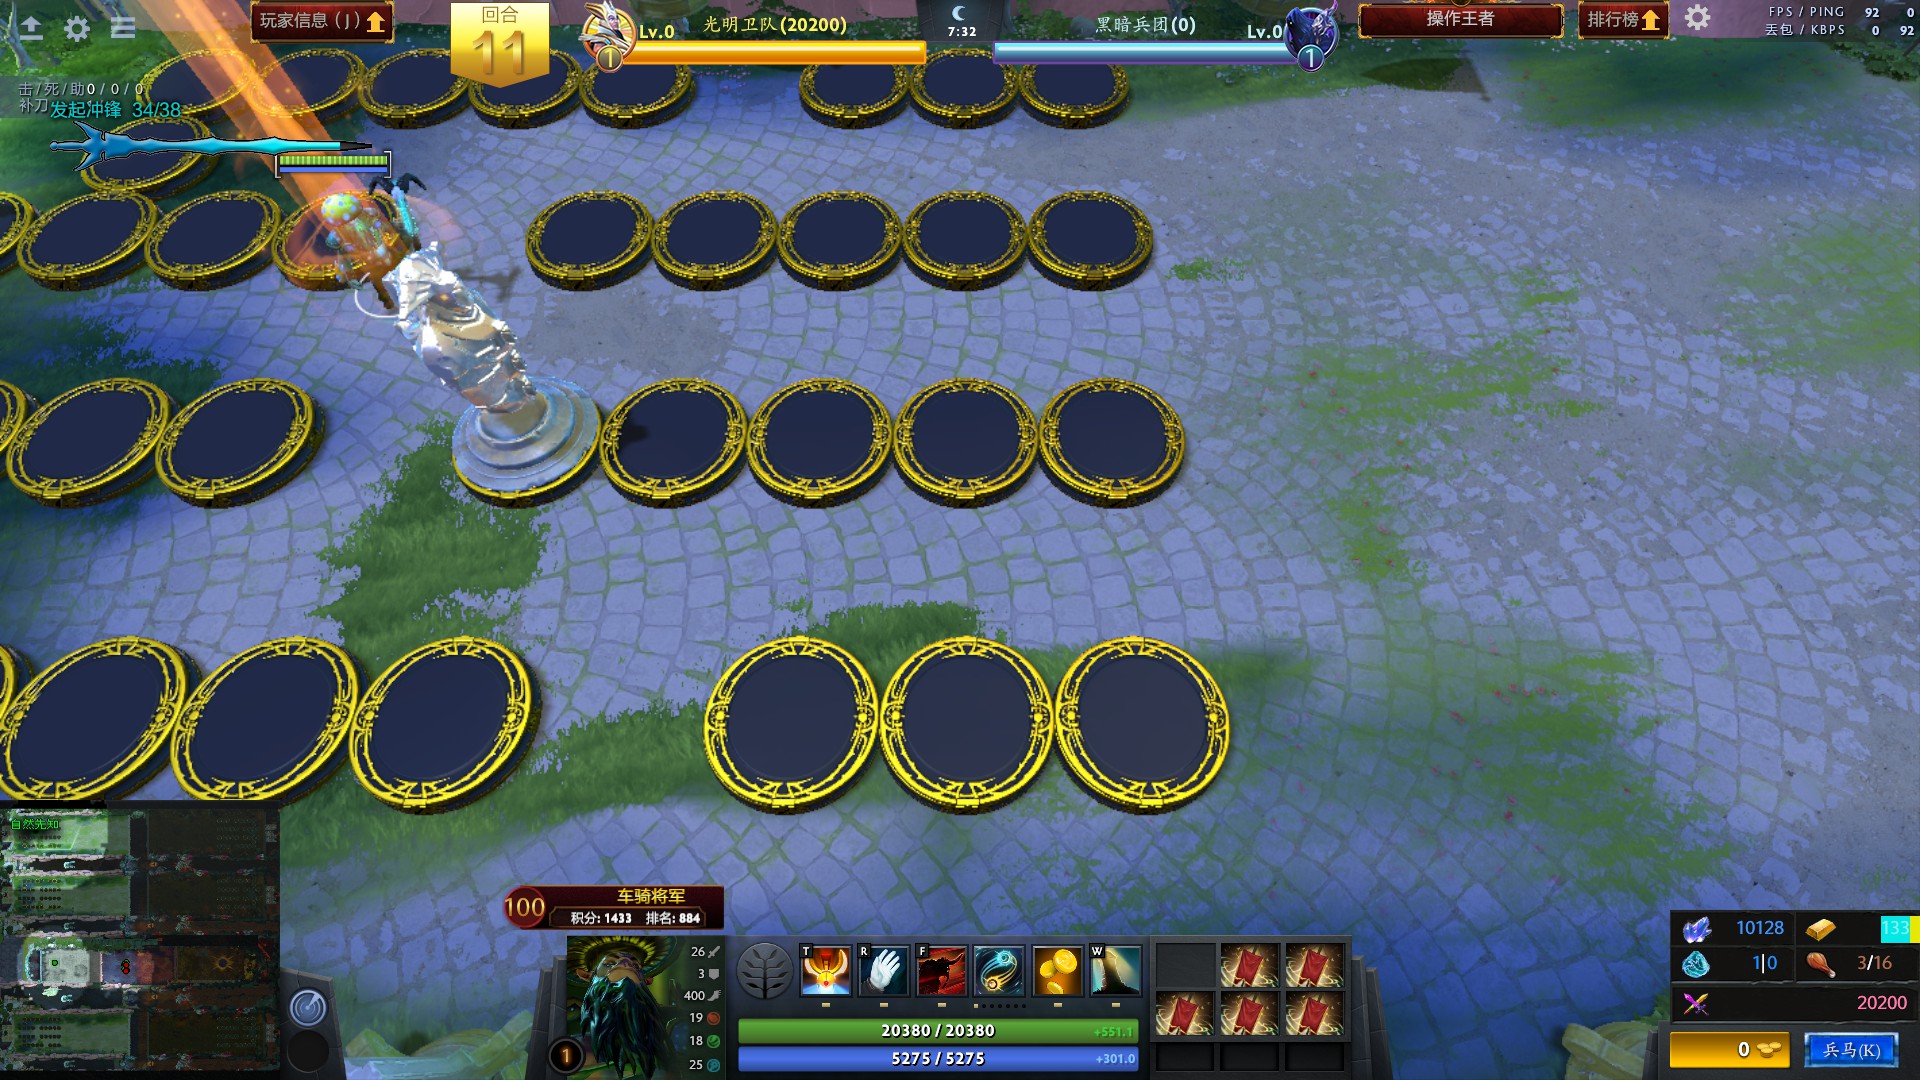 玩家信息（J）
回合
11
Lv.0
光明卫队(20200)
1
7:32
黑暗兵团(0)
Lv.0
1
操作王者
排行榜
FPS / PING 92 0
丢包 / KBPS 0 92
击/死/助0 / 0 / 0
补刀
发起冲锋 34/38
自然先知
100
车骑将军
积分: 1433 排名: 884
26
3
400
19
18
25
1
T
R
F
W
20380 / 20380
+551.1
5275 / 5275
+301.0
10128
133
1|0
3/16
20200
0
兵马(K)